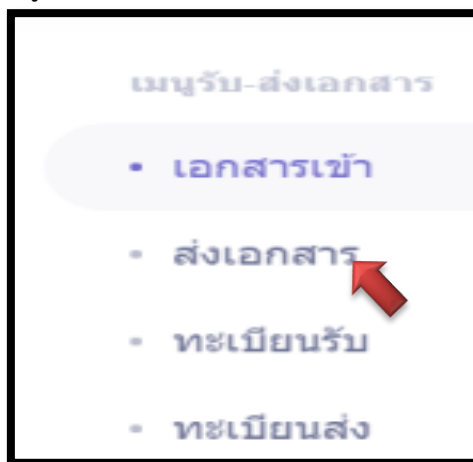 เมนูรับ-ส่งเอกสาร
เอกสารเข้า
ส่งเอกสาร
ทะเบียนรับ
ทะเบียนส่ง